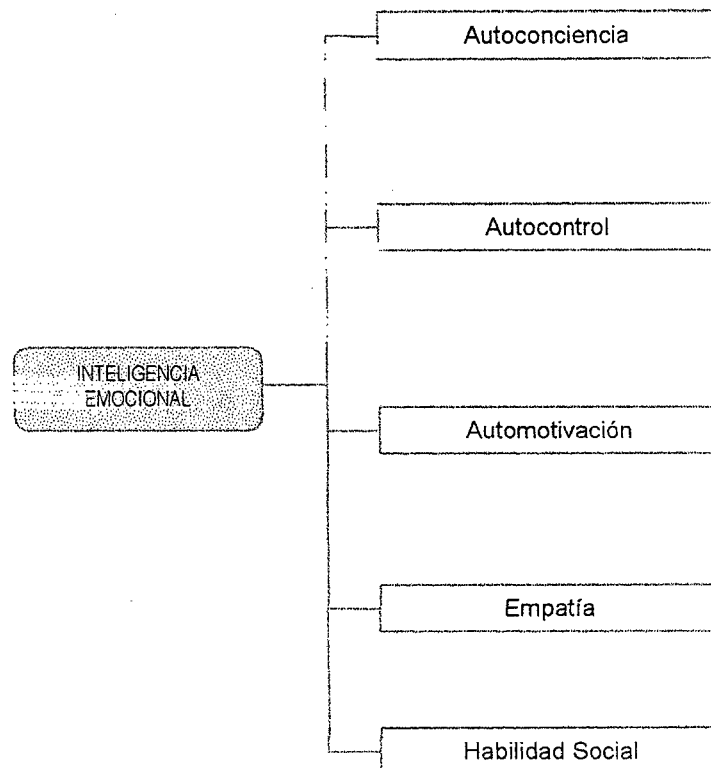 Autoconciencia
Autocontrol
INTELIGENCIA
EMOCIONAL
Automotivación
Empatía
Habilidad Social